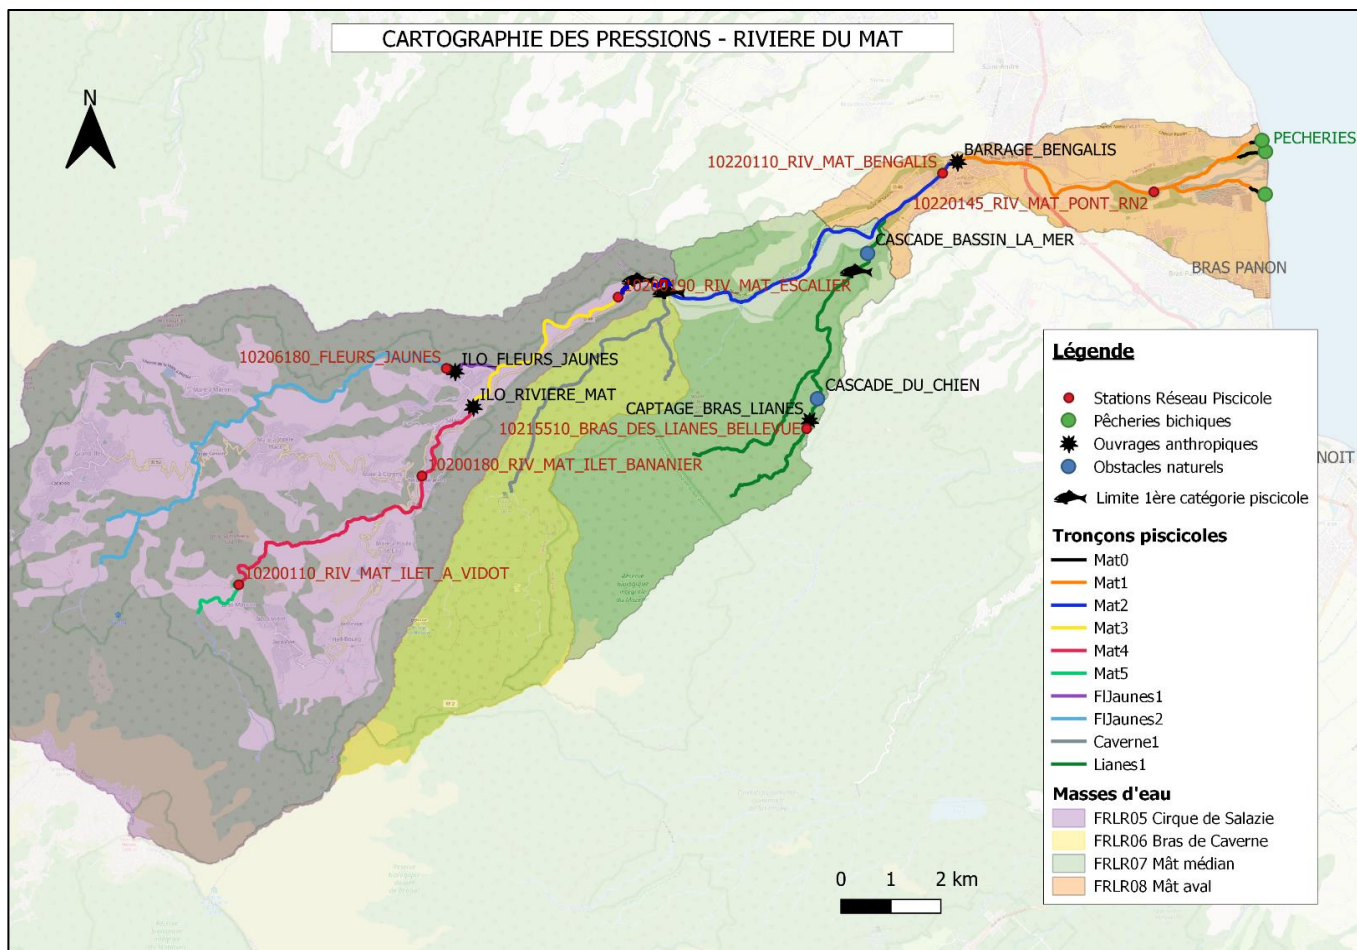 CARTOGRAPHIE DES PRESSIONS - RIVIERE DU MAT
N
PECHERIES
BARRAGE_BENGALIS
10220110_RIV_MAT_BENGALIS
10220145_RIV_MAT_PONT_RN2
CASCADE_BASSIN_LA_MER
BRAS PANON
10200190_RIV_MAT_ESCALIER
10206180_FLEURS_JAUNES
ILO_FLEURS_JAUNES
ILO_RIVIERE_MAT
CASCADE_DU_CHIEN
CAPTAGE_BRAS_LIANES
10215510_BRAS_DES_LIANES_BELLEVUE
10200180_RIV_MAT_ILET_BANANIER
10200110_RIV_MAT_ILET_A_VIDOT
NOIT
Légende
Stations Réseau Piscicole
Pêcheries bichiques
Ouvrages anthropiques
Obstacles naturels
Limite 1ère catégorie piscicole
Tronçons piscicoles
Mat0
Mat1
Mat2
Mat3
Mat4
Mat5
FlJaunes1
FlJaunes2
Caverne1
Lianes1
Masses d'eau
FRLR05 Cirque de Salazie
FRLR06 Bras de Caverne
FRLR07 Mât médian
FRLR08 Mât aval
0 1 2 km